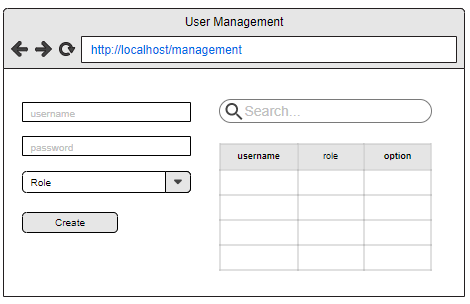 User Management
http://localhost/management
username
password
Role
Create
Search...
username role option